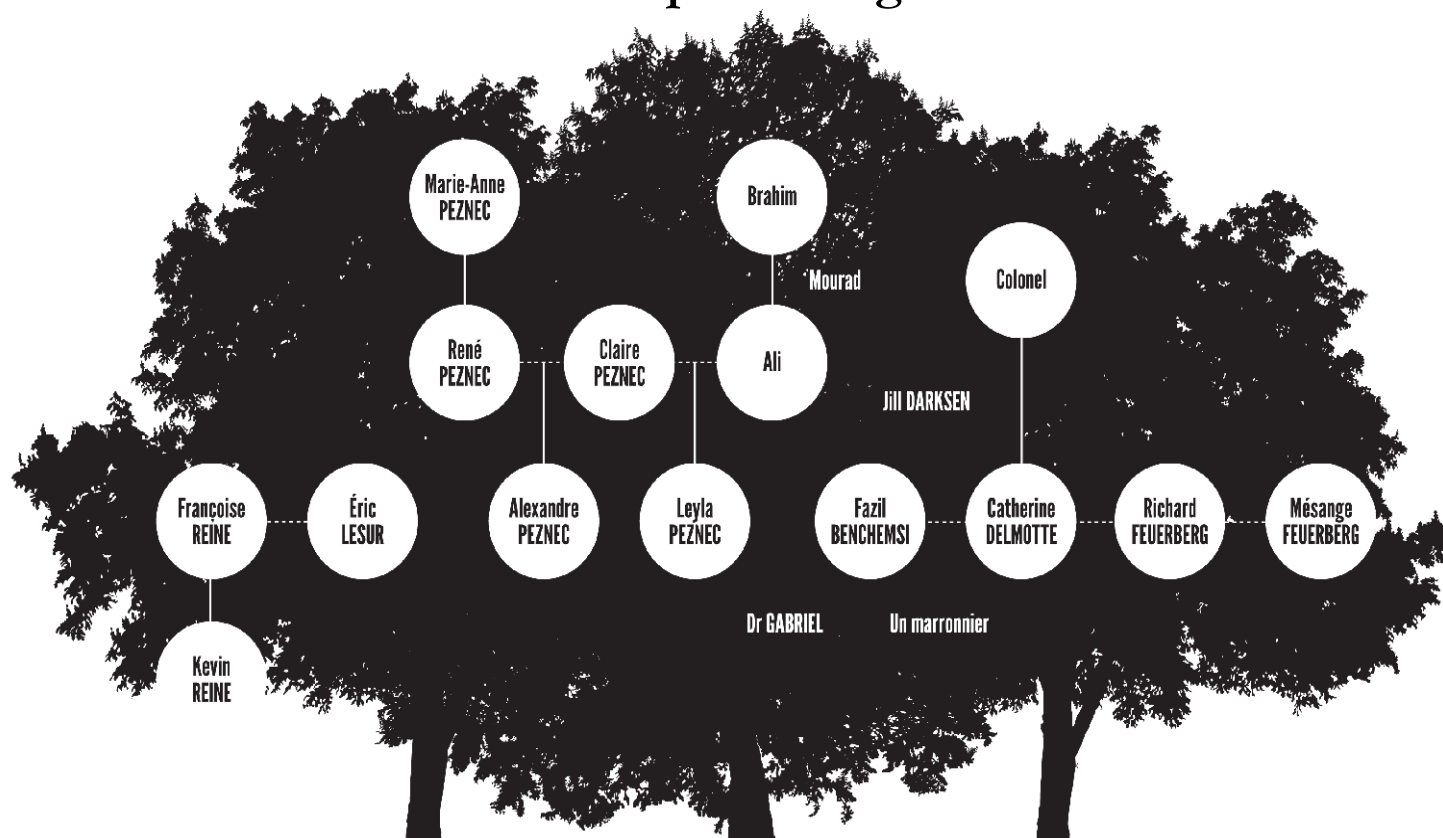 Marie-Anne
PEZNEC
Brahim
Mourad
Colonel
René
PEZNEC
Claire
PEZNEC
Ali
Jill DARKSEN
Françoise
REINE
Éric
LESUR
Alexandre
PEZNEC
Leyla
PEZNEC
Fazil
BENCHEMSI
Catherine
DELMOTTE
Richard
FEUERBERG
Mésange
FEUERBERG
Dr GABRIEL
Un marronnier
Kevin
REINE